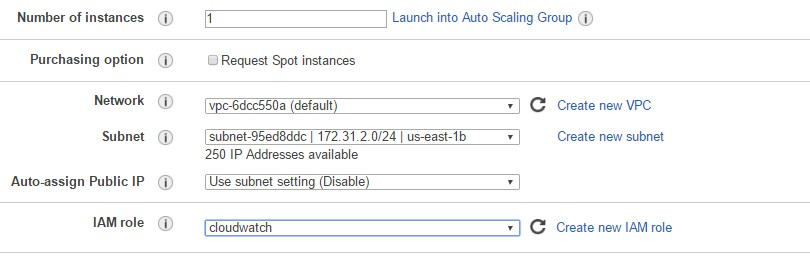 Number of instances i 1 Launch into Auto Scaling Group i
Purchasing option i Request Spot instances
Network i vpc-6dcc550a (default) Create new VPC
Subnet i subnet-95ed8ddc | 172.31.2.0/24 | us-east-1b Create new subnet
250 IP Addresses available
Auto-assign Public IP i Use subnet setting (Disable)
IAM role i cloudwatch Create new IAM role